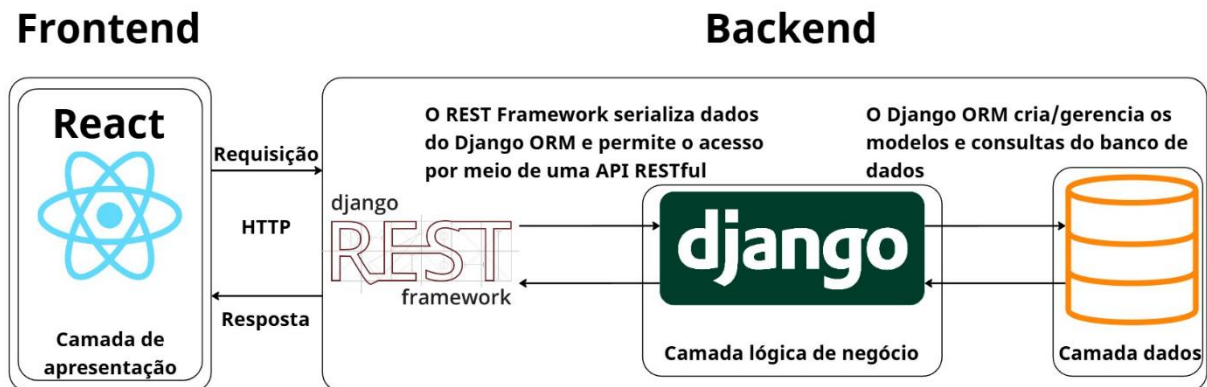 Frontend
Backend
React
Camada de
apresentação
Requisição
HTTP
Resposta
O REST Framework serializa dados
do Django ORM e permite o acesso
por meio de uma API RESTful
django
REST
framework
django
Camada lógica de negócio
O Django ORM cria/gerencia os
modelos e consultas do banco de
dados
Camada dados